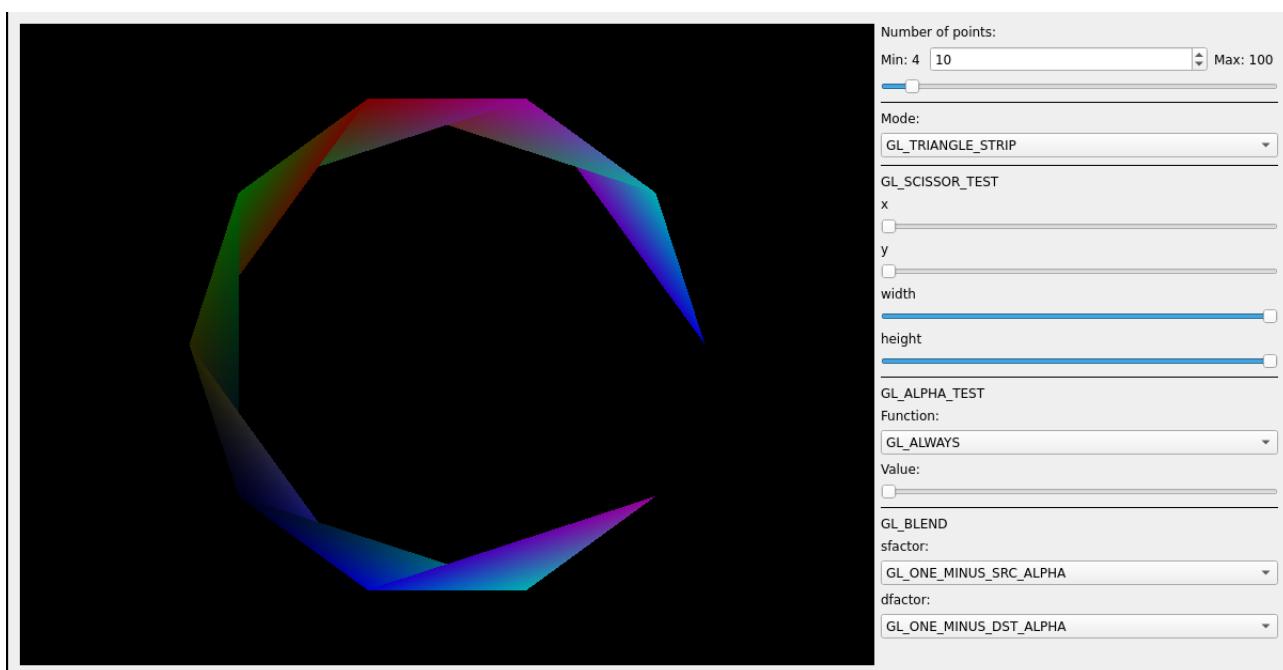 Number of points:
Min: 4 10 Max: 100
Mode:
GL_TRIANGLE_STRIP
GL_SCISSOR_TEST
x
y
width
height
GL_ALPHA_TEST
Function:
GL_ALWAYS
Value:
GL_BLEND
sfactor:
GL_ONE_MINUS_SRC_ALPHA
dfactor:
GL_ONE_MINUS_DST_ALPHA